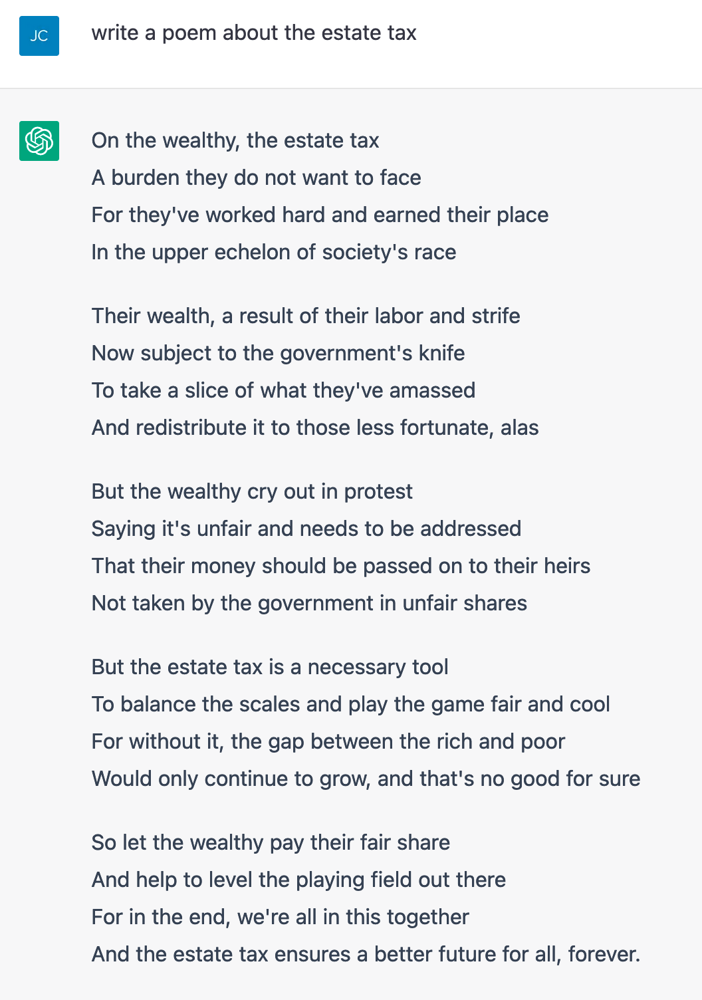 JC
write a poem about the estate tax
On the wealthy, the estate tax
A burden they do not want to face
For they've worked hard and earned their place
In the upper echelon of society's race
Their wealth, a result of their labor and strife
Now subject to the government's knife
To take a slice of what they've amassed
And redistribute it to those less fortunate, alas
But the wealthy cry out in protest
Saying it's unfair and needs to be addressed
That their money should be passed on to their heirs
Not taken by the government in unfair shares
But the estate tax is a necessary tool
To balance the scales and play the game fair and cool
For without it, the gap between the rich and poor
Would only continue to grow, and that's no good for sure
So let the wealthy pay their fair share
And help to level the playing field out there
For in the end, we're all in this together
And the estate tax ensures a better future for all, forever.